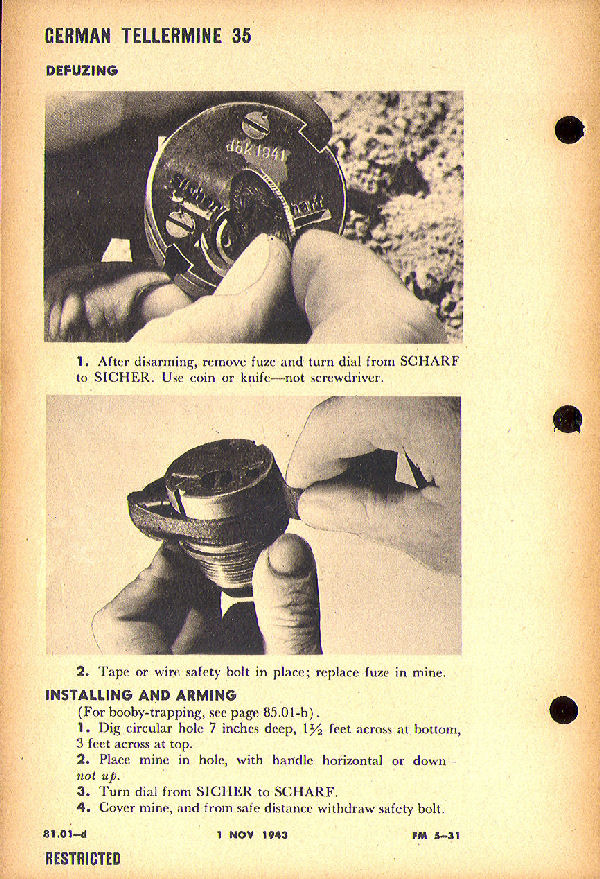 GERMAN TELLERMINE 35
DEFUZING
dbk 1941
1. After disarming, remove fuze and turn dial from SCHARF
to SICHER. Use coin or knife—not screwdriver.
2. Tape or wire safety bolt in place; replace fuze in mine.
INSTALLING AND ARMING
(For booby-trapping, see page 85.01-h).
1. Dig circular hole 7 inches deep, 1½ feet across at bottom,
3 feet across at top.
2. Place mine in hole, with handle horizontal or down—
not up.
3. Turn dial from SICHER to SCHARF.
4. Cover mine, and from safe distance withdraw safety bolt.
81.01—d 1 NOV 1943 FM 5—31
RESTRICTED